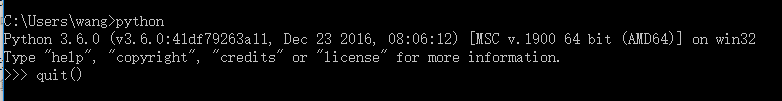 C:\Users\wang>python
Python 3.6.0 (v3.6.0:41df79263a11, Dec 23 2016, 08:06:12) [MSC v.1900 64 bit (AMD64)] on win32
Type "help", "copyright", "credits" or "license" for more information.
>>> quit()